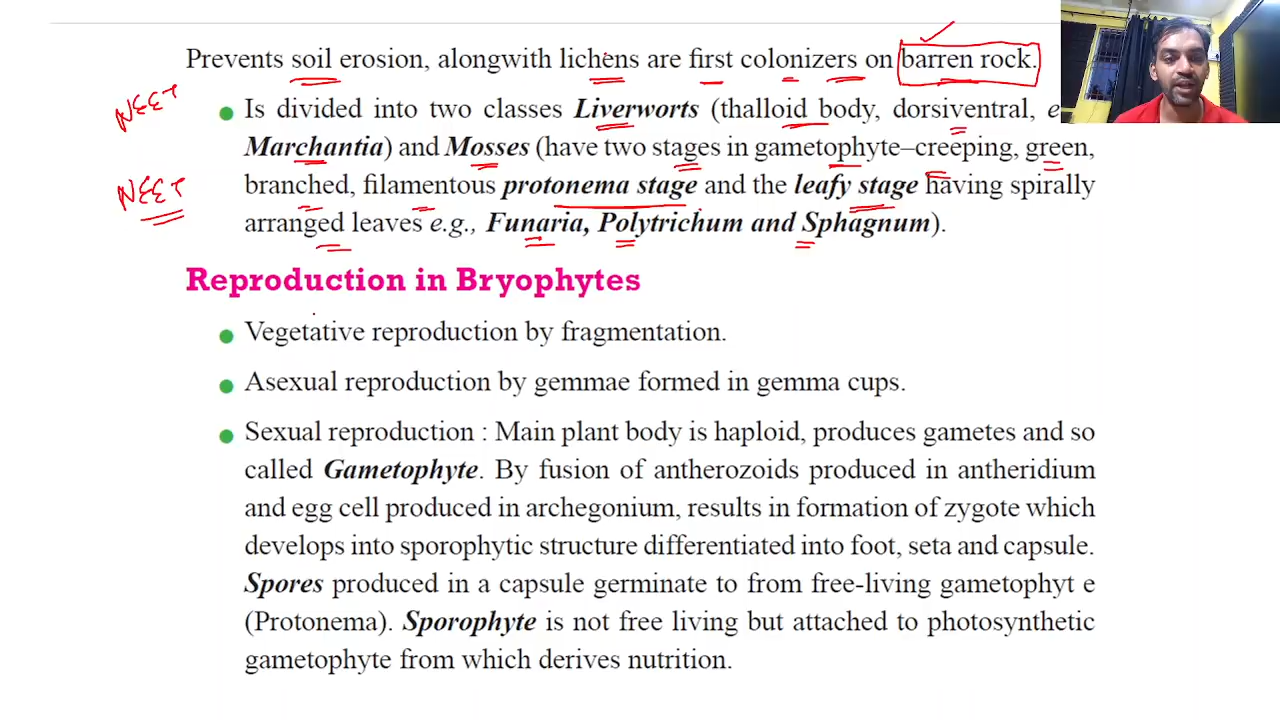 Prevents soil erosion, alongwith lichens are first colonizers on barren rock.
NEET
Is divided into two classes Liverworts (thalloid body, dorsiventral,
Marchantia) and Mosses (have two stages in gametophyte–creeping, green,
NEET
branched, filamentous protonema stage and the leafy stage having spirally
arranged leaves e.g., Funaria, Polytrichum and Sphagnum).
Reproduction in Bryophytes
Vegetative reproduction by fragmentation.
Asexual reproduction by gemmae formed in gemma cups.
Sexual reproduction : Main plant body is haploid, produces gametes and so
called Gametophyte. By fusion of antherozoids produced in antheridium
and egg cell produced in archegonium, results in formation of zygote which
develops into sporophytic structure differentiated into foot, seta and capsule.
Spores produced in a capsule germinate to from free-living gametophyt e
(Protonema). Sporophyte is not free living but attached to photosynthetic
gametophyte from which derives nutrition.